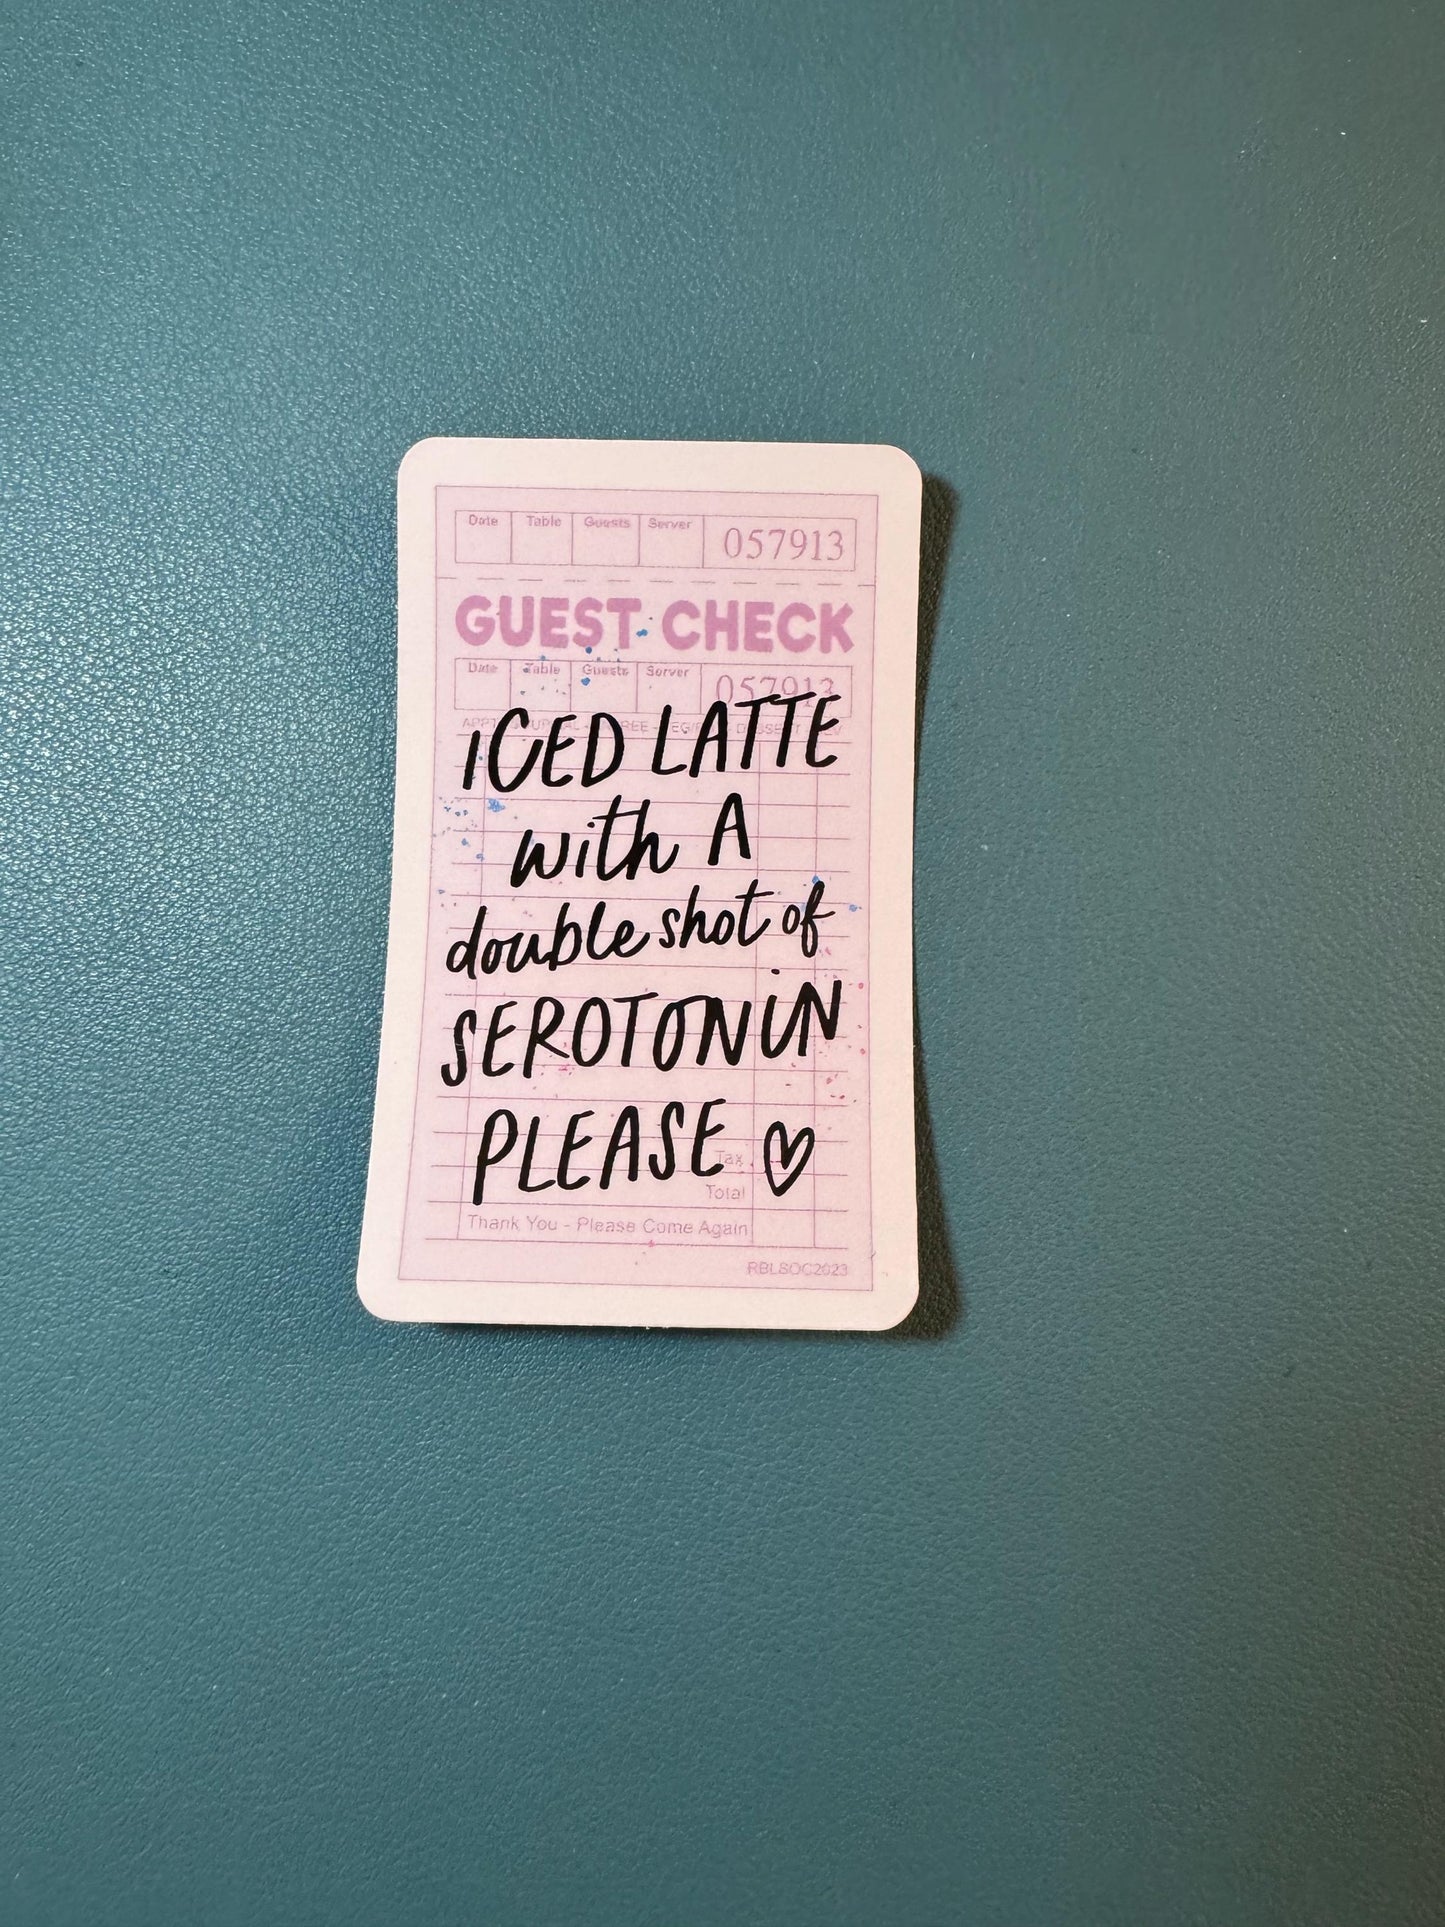 Date Table Guests Server 057913
GUEST CHECK
Date Table Guests Server 057913
ICED LATTE
with A
double shot of
SEROTONIN
PLEASE
Tax
Total
Thank You - Please Come Again
RBLSOC2023